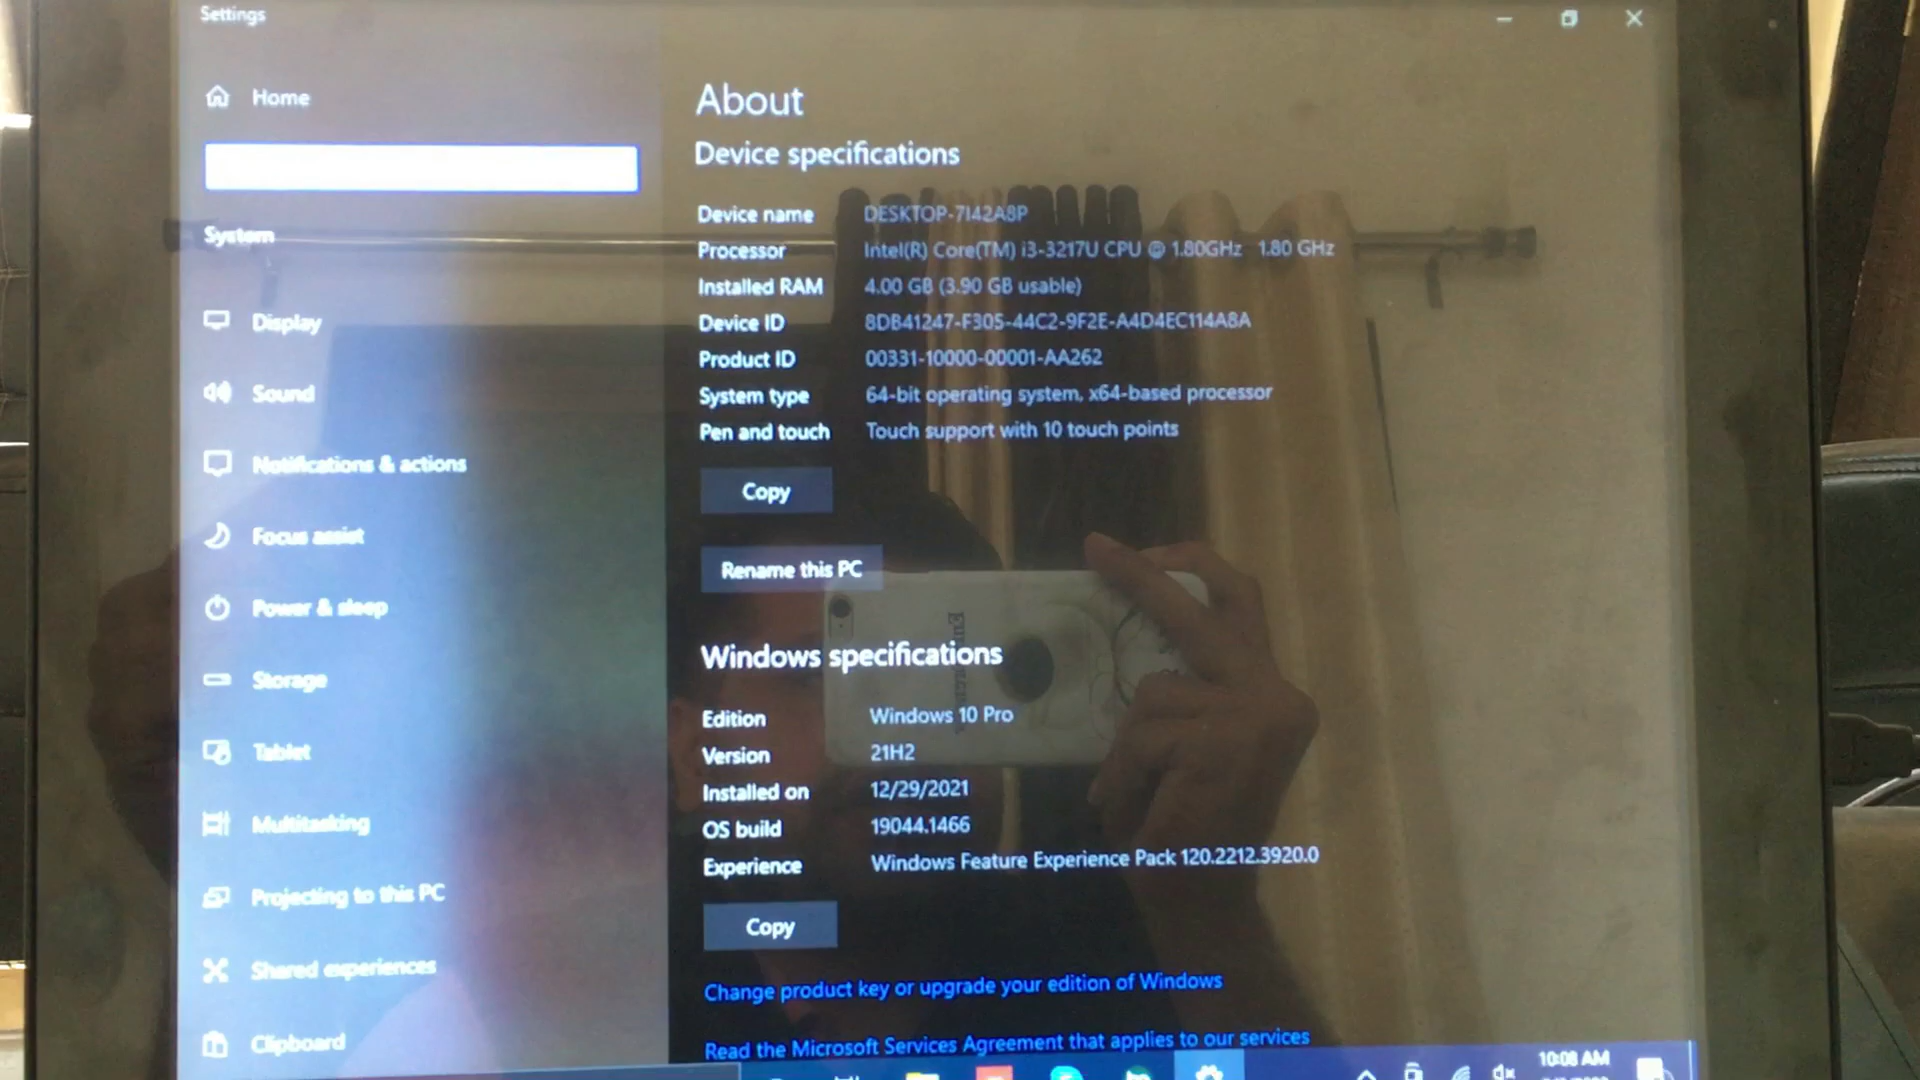 Settings
Home
System
Display
Sound
Notifications & actions
Focus assist
Power & sleep
Storage
Tablet
Multitasking
Projecting to this PC
Shared experiences
Clipboard
About
Device specifications
Device name DESKTOP-7I42A8P
Processor Intel(R) Core(TM) i3-3217U CPU @ 1.80GHz 1.80 GHz
Installed RAM 4.00 GB (3.90 GB usable)
Device ID 8DB41247-F305-44C2-9F2E-A4D4EC114A8A
Product ID 00331-10000-00001-AA262
System type 64-bit operating system, x64-based processor
Pen and touch Touch support with 10 touch points
Copy
Rename this PC
Windows specifications
Edition Windows 10 Pro
Version 21H2
Installed on 12/29/2021
OS build 19044.1466
Experience Windows Feature Experience Pack 120.2212.3920.0
Copy
Change product key or upgrade your edition of Windows
Read the Microsoft Services Agreement that applies to our services
10:08 AM